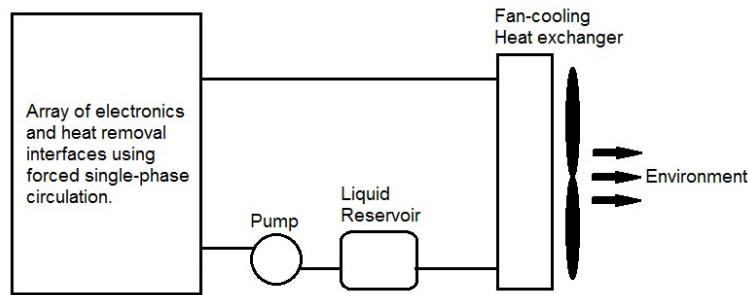 Fan-cooling
Heat exchanger
Array of electronics
and heat removal
interfaces using
forced single-phase
circulation.
Environment
Liquid
Reservoir
Pump